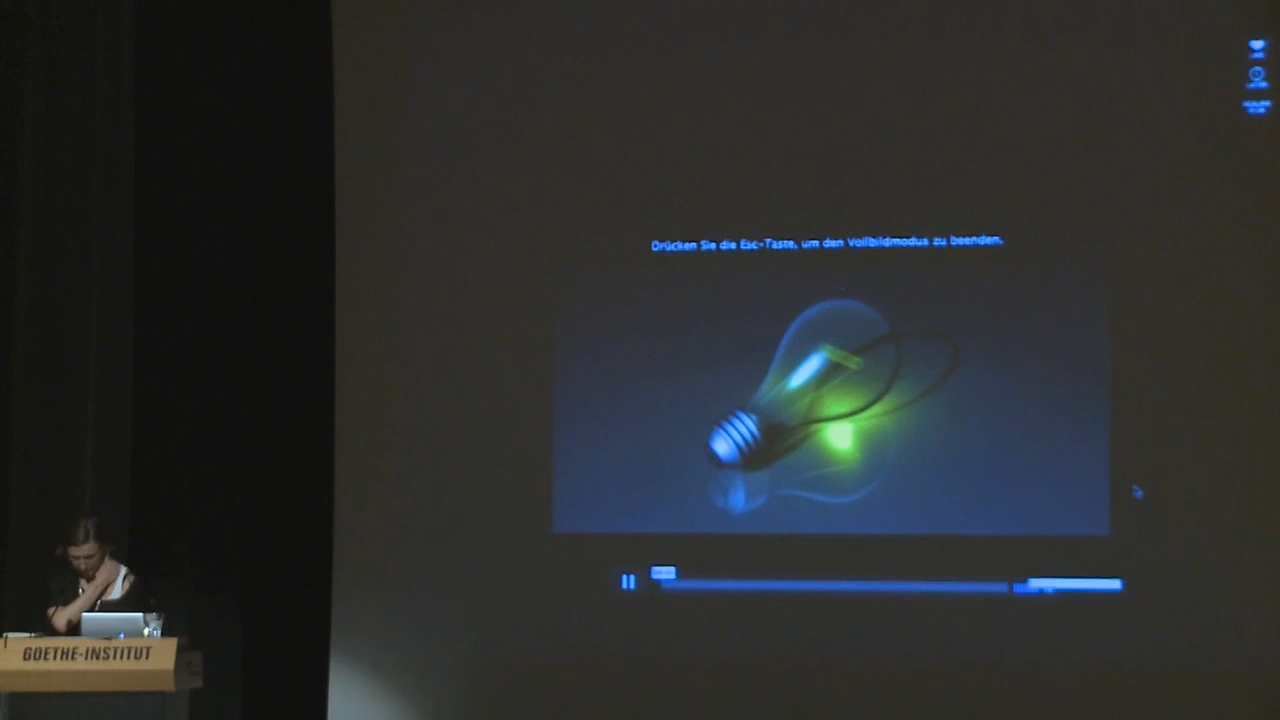 Drücken Sie die Esc-Taste, um den Vollbildmodus zu beenden.
GOETHE-INSTITUT